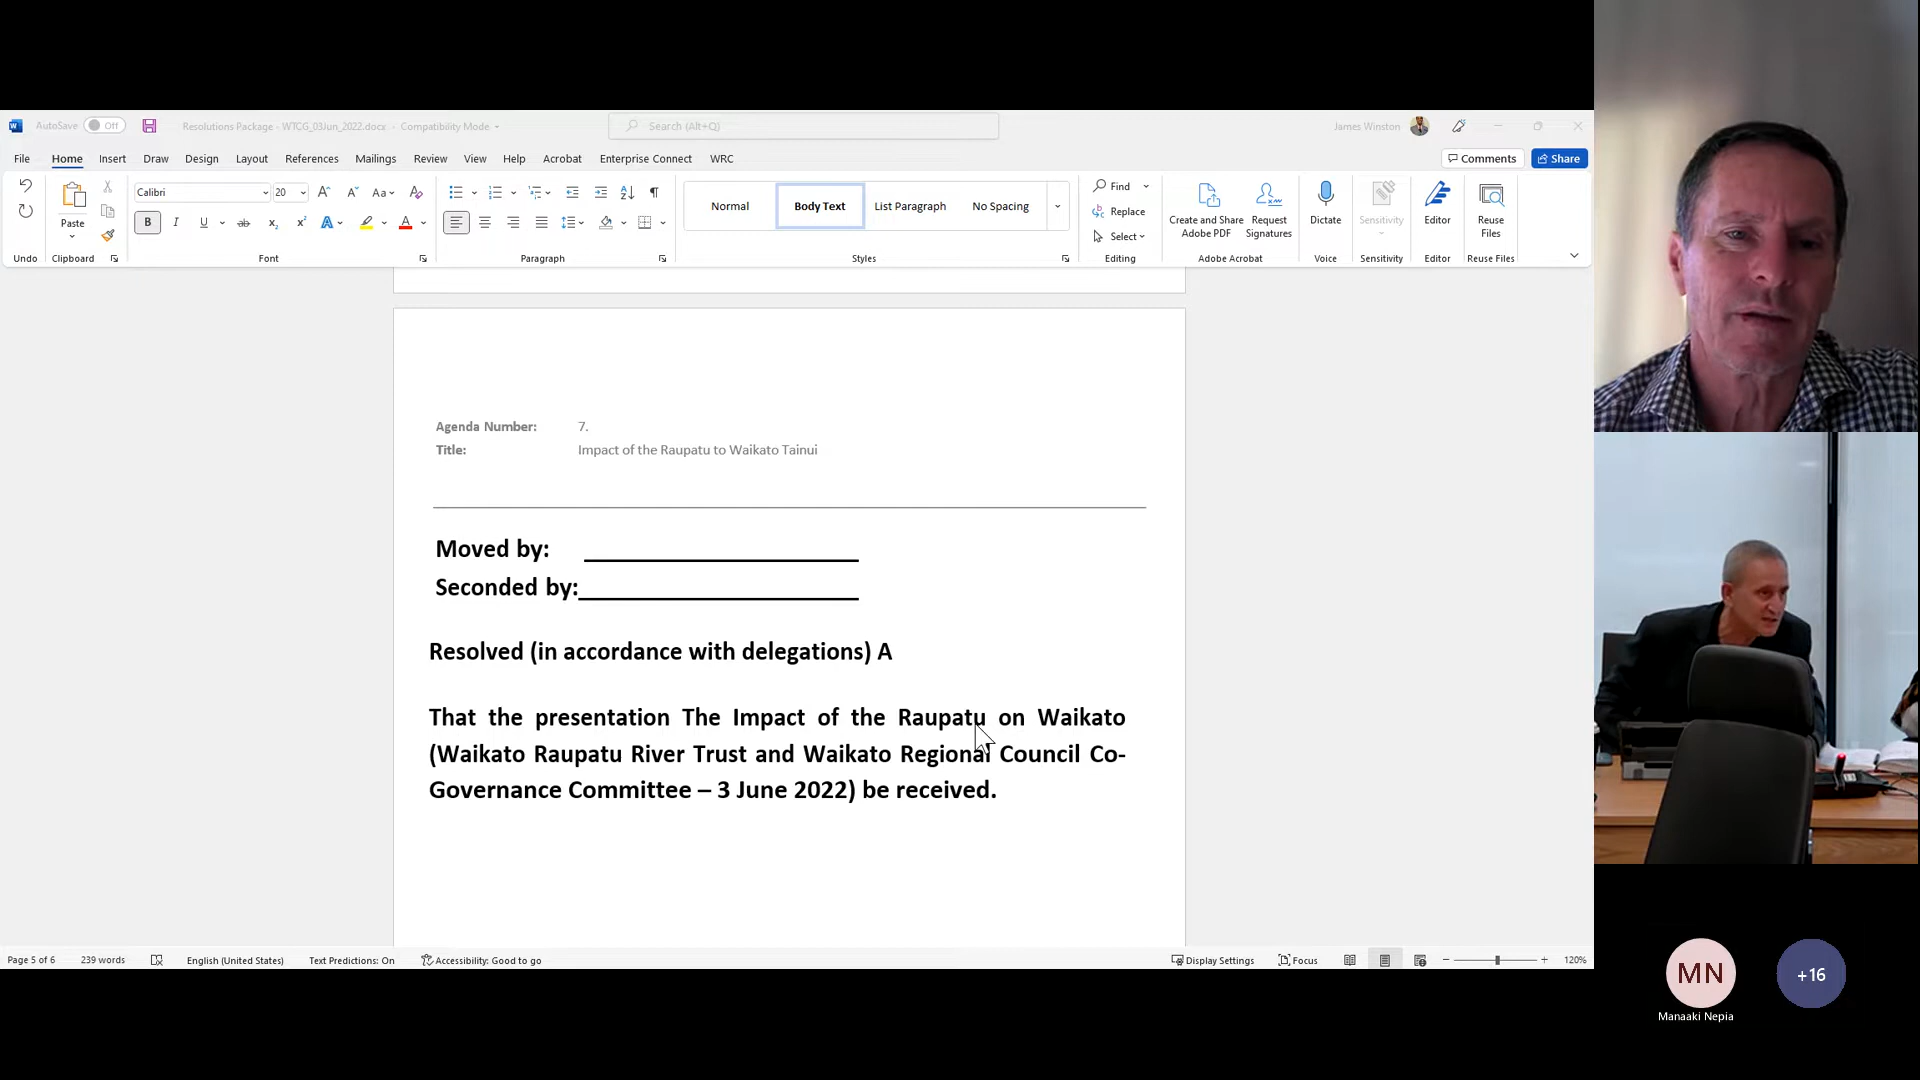 AutoSave
Off
Resolutions Package - WTCG_03Jun_2022.docx - Compatibility Mode
Search (Alt+Q)
James Winston
File Home Insert Draw Design Layout References Mailings Review View Help Acrobat Enterprise Connect WRC
Comments
Share
Paste
Calibri
20
Aa
B I U ab x₂ x² A A
Normal
Body Text
List Paragraph
No Spacing
Find
Replace
Select
Create and Share
Adobe PDF
Request
Signatures
Dictate
Sensitivity
Editor
Reuse
Files
Undo
Clipboard
Font
Paragraph
Styles
Editing
Adobe Acrobat
Voice
Sensitivity
Editor
Reuse Files
Agenda Number: 7.
Title: Impact of the Raupatu to Waikato Tainui
Moved by:
Seconded by:
Resolved (in accordance with delegations) A
That the presentation The Impact of the Raupatu on Waikato
(Waikato Raupatu River Trust and Waikato Regional Council Co-
Governance Committee – 3 June 2022) be received.
Page 5 of 6
239 words
English (United States)
Text Predictions: On
Accessibility: Good to go
Display Settings
Focus
120%
MN
+16
Manaaki Nepia